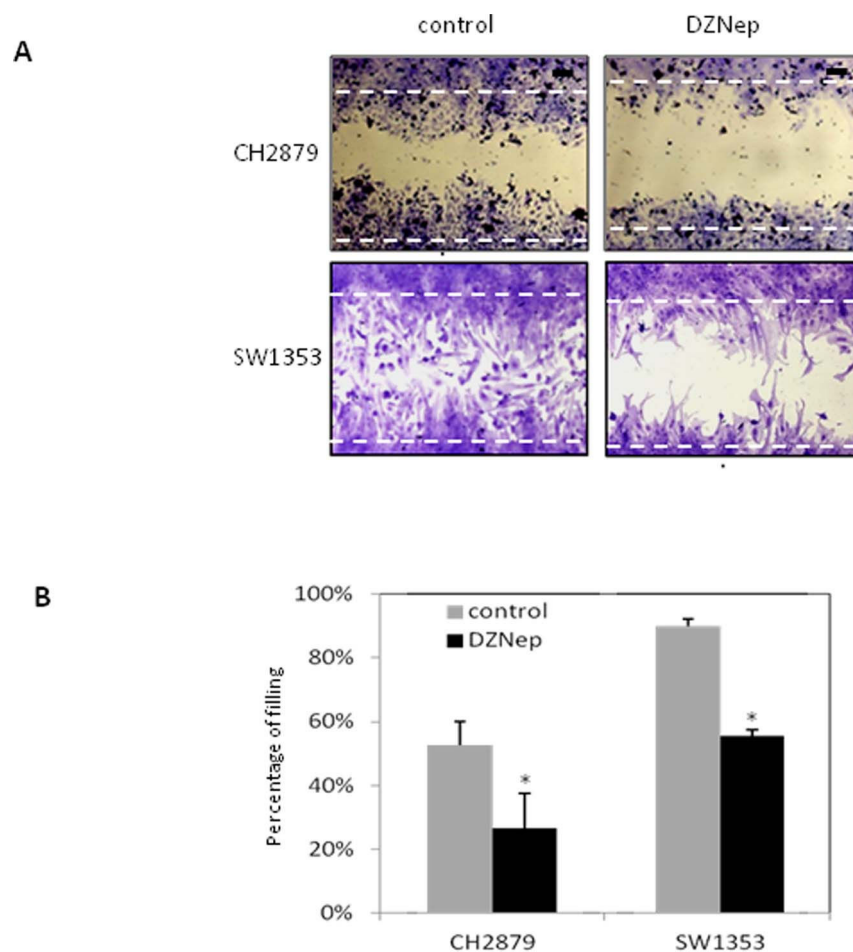 control DZNep
A
CH2879
SW1353
B
100%
80%
60%
40%
20%
0%
Percentage of filling
control
DZNep
*
*
CH2879 SW1353